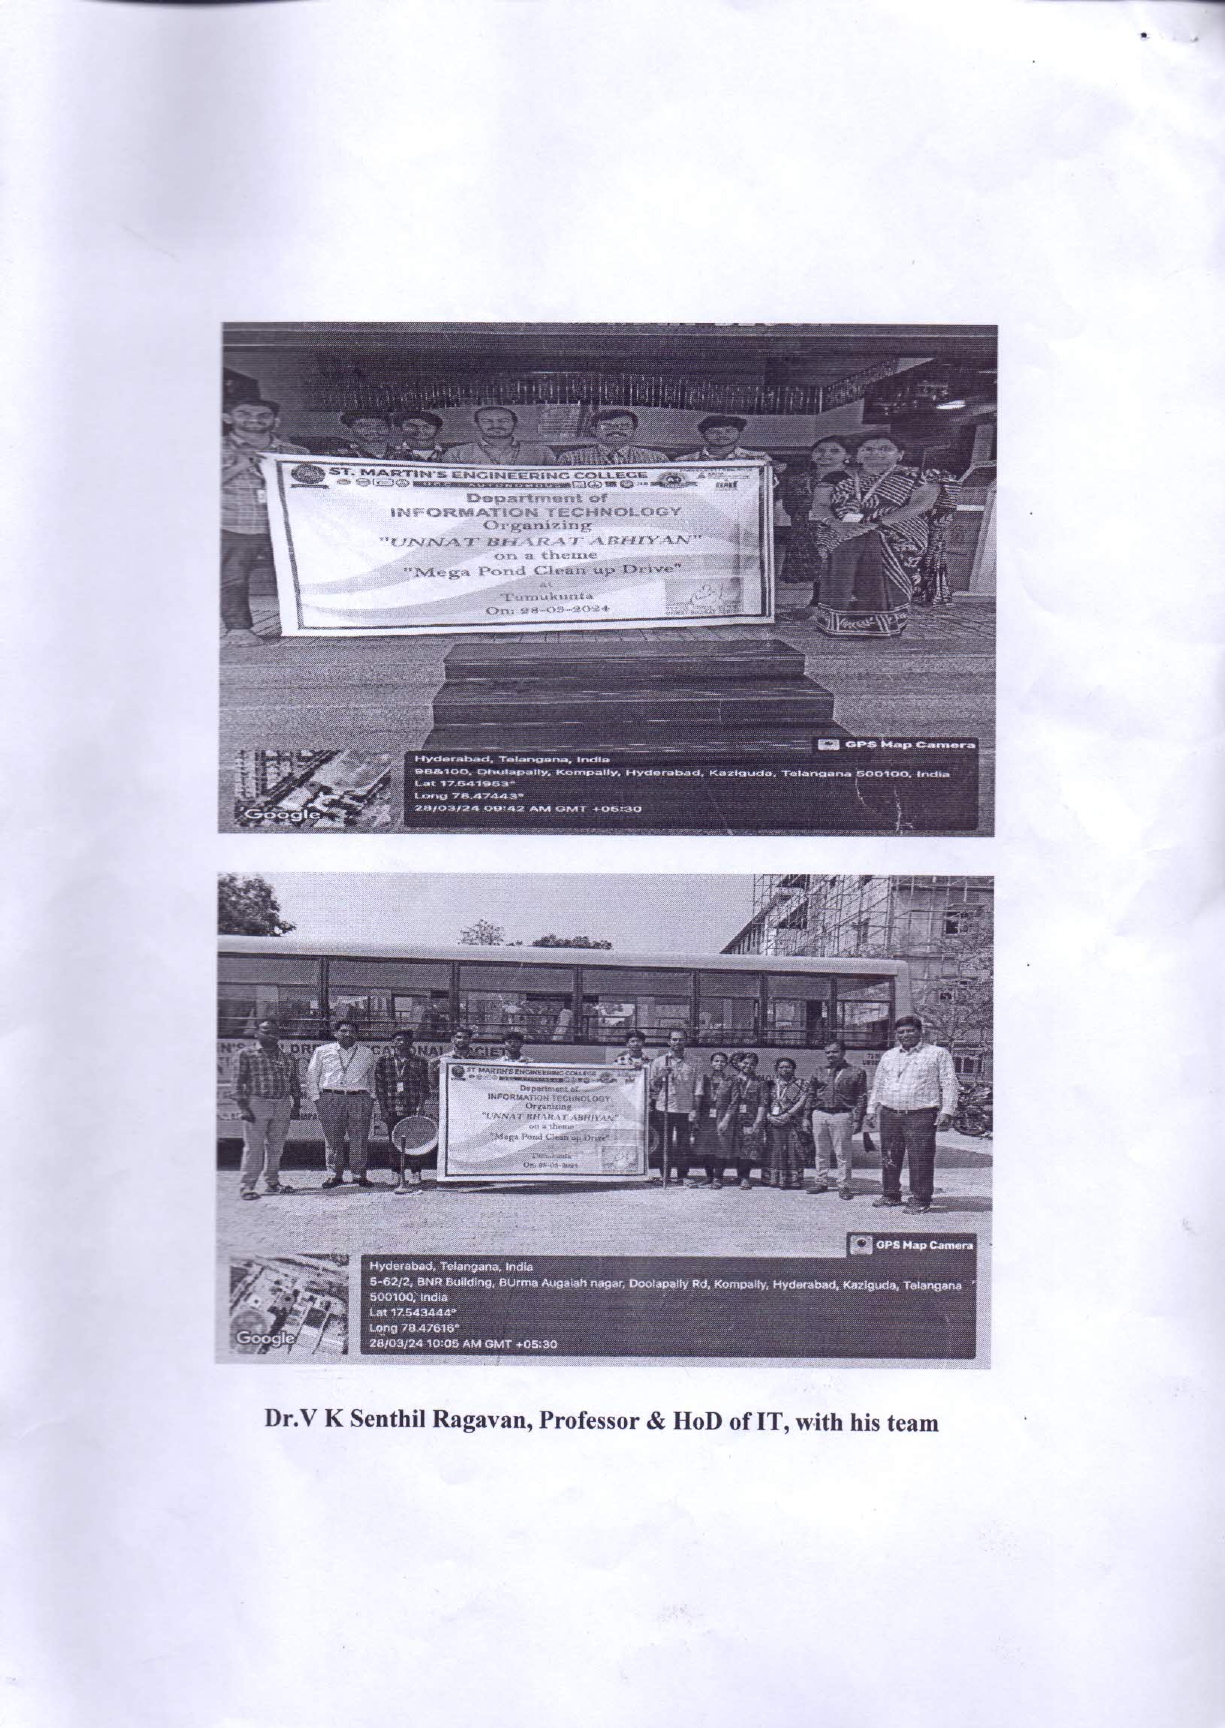 ST. MARTIN'S ENGINEERING COLLEGE
Department of
INFORMATION TECHNOLOGY
Organizing
"UNNAT BHARAT ABHIYAN"
on a theme
"Mega Pond Clean up Drive"
at
Tumukunta
On: 28-03-2024
GPS Map Camera
Hyderabad, Telangana, India
98&100, Dhulapally, Kompally, Hyderabad, Kaziguda, Telangana 500100, India
Lat 17.541953°
Long 78.47443°
28/03/24 09:42 AM GMT +05:30
Google
ST MARTIN'S ENGINEERING COLLEGE
Department of
INFORMATION TECHNOLOGY
Organizing
"UNNAT BHARAT ABHIYAN"
on a theme
"Mega Pond Clean up Drive"
Tumukunta
On: 28-03-2024
GPS Map Camera
Hyderabad, Telangana, India
5-62/2, BNR Building, BUrma Augaiah nagar, Doolapally Rd, Kompally, Hyderabad, Kaziguda, Telangana
500100, India
Lat 17.543444°
Long 78.47616°
28/03/24 10:05 AM GMT +05:30
Google
Dr.V K Senthil Ragavan, Professor & HoD of IT, with his team